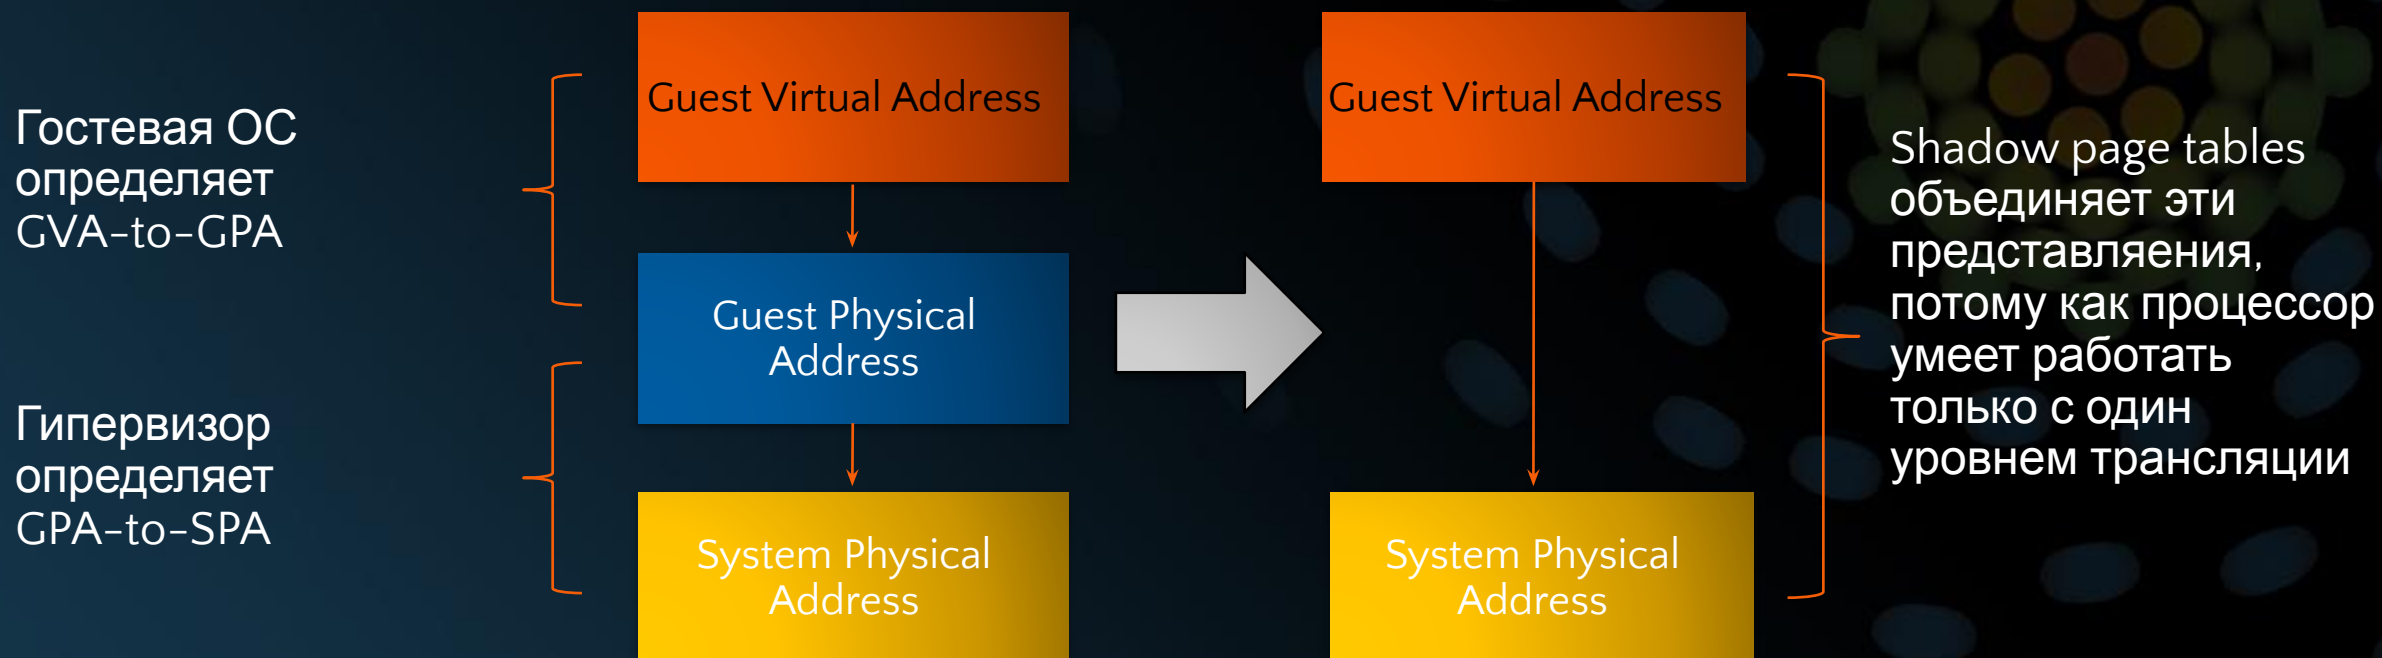 Гостевая ОС
определяет
GVA-to-GPA
Гипервизор
определяет
GPA-to-SPA
Guest Virtual Address
Guest Physical
Address
System Physical
Address
Guest Virtual Address
System Physical
Address
Shadow page tables
объединяет эти
представляения,
потому как процессор
умеет работать
только с один
уровнем трансляции